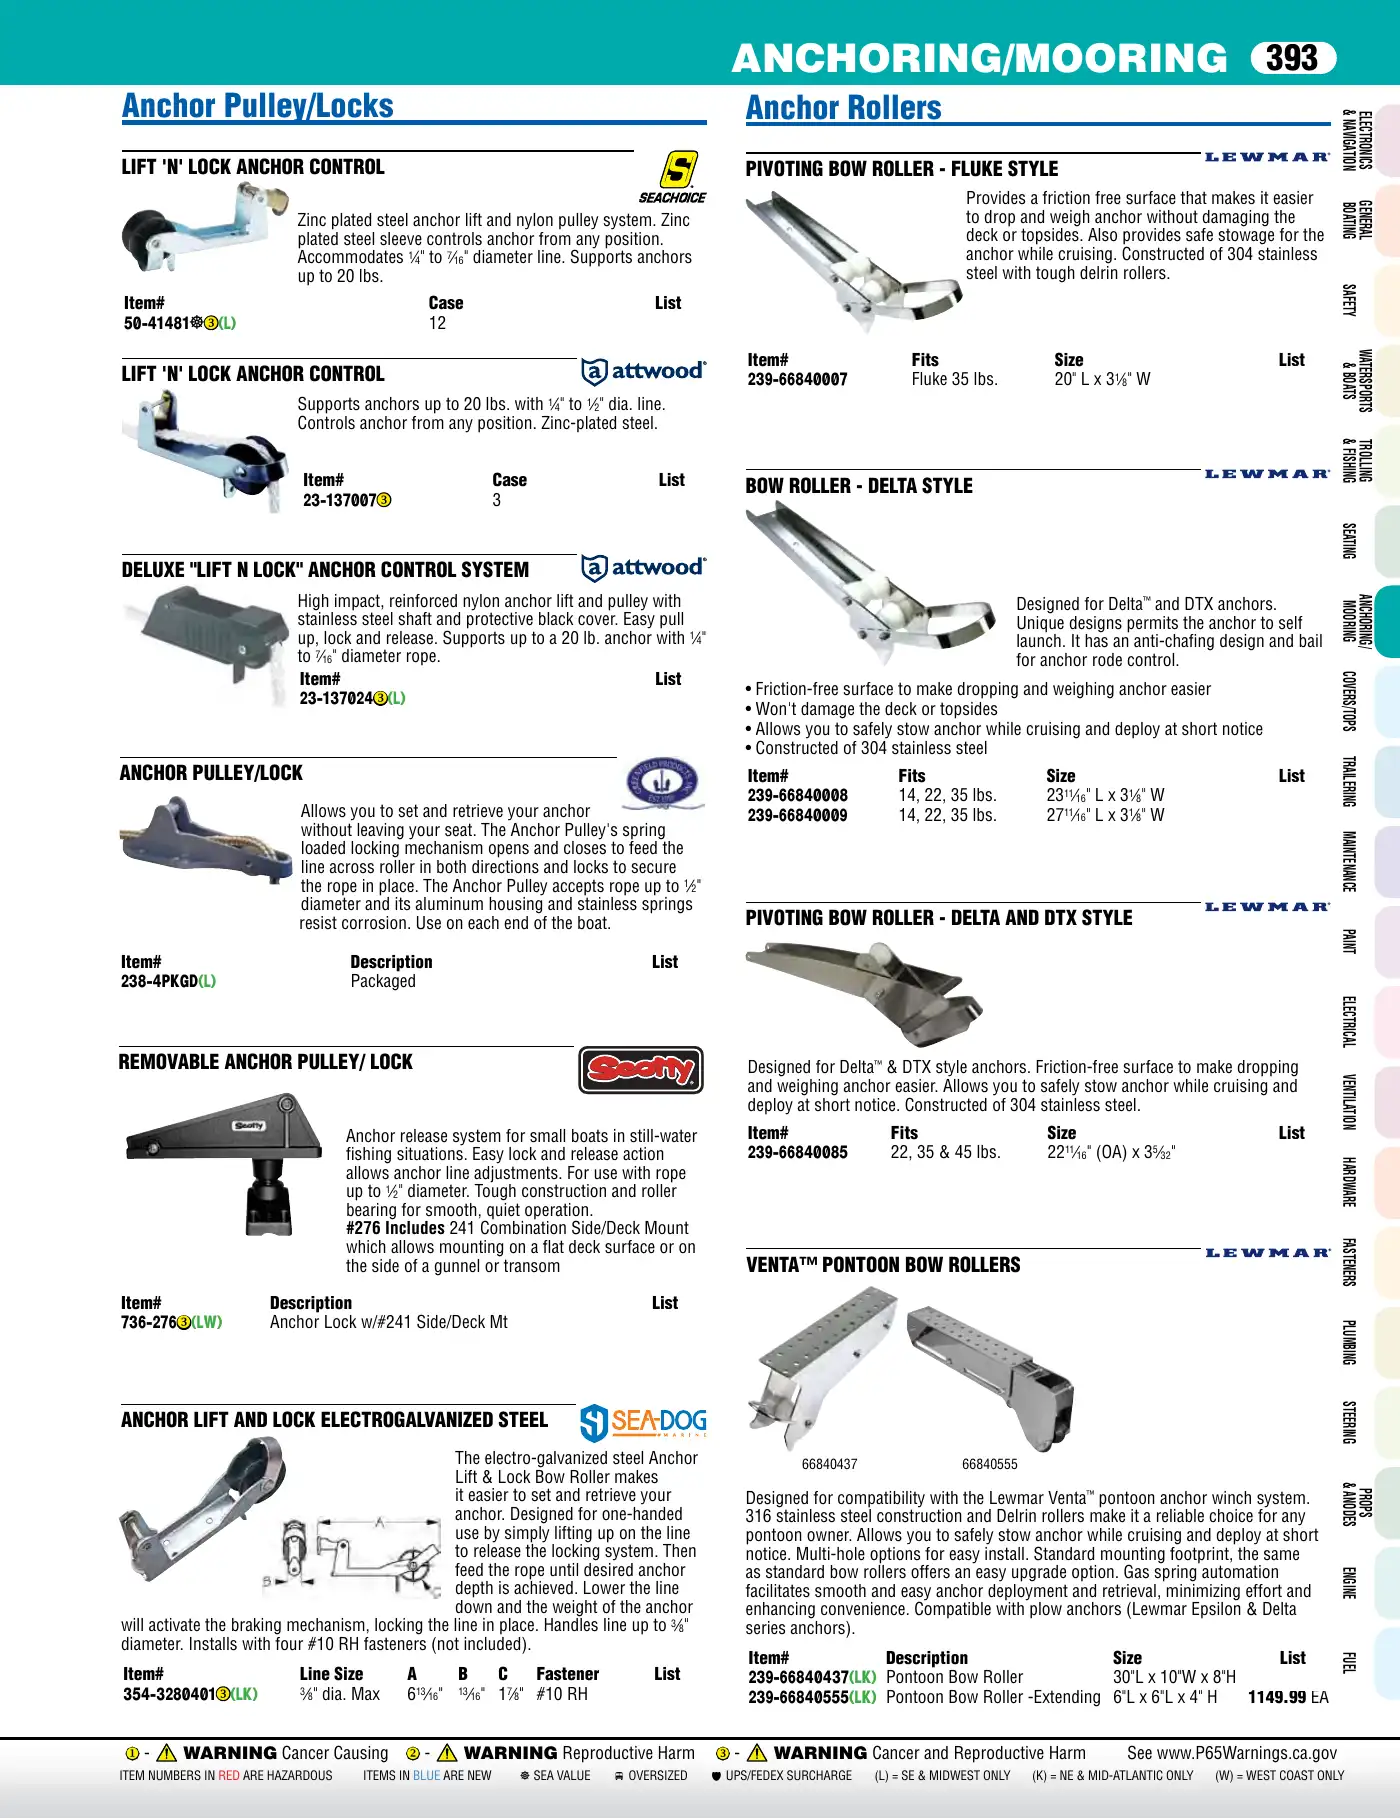 ANCHORING/MOORING 393
Anchor Pulley/Locks
LIFT 'N' LOCK ANCHOR CONTROL
SEACHOICE
Zinc plated steel anchor lift and nylon pulley system. Zinc
plated steel sleeve controls anchor from any position.
Accommodates 1⁄4" to 7⁄16" diameter line. Supports anchors
up to 20 lbs.
Item# Case List
50-41481 3 (L) 12
LIFT 'N' LOCK ANCHOR CONTROL
attwood
Supports anchors up to 20 lbs. with 1⁄4" to 1⁄2" dia. line.
Controls anchor from any position. Zinc-plated steel.
Item# Case List
23-137007 3 3
DELUXE "LIFT N LOCK" ANCHOR CONTROL SYSTEM
attwood
High impact, reinforced nylon anchor lift and pulley with
stainless steel shaft and protective black cover. Easy pull
up, lock and release. Supports up to a 20 lb. anchor with 1⁄4"
to 7⁄16" diameter rope.
Item# List
23-137024 3 (L)
ANCHOR PULLEY/LOCK
GREENFIELD PRODUCTS, INC.
Allows you to set and retrieve your anchor
without leaving your seat. The Anchor Pulley's spring
loaded locking mechanism opens and closes to feed the
line across roller in both directions and locks to secure
the rope in place. The Anchor Pulley accepts rope up to 1⁄2"
diameter and its aluminum housing and stainless springs
resist corrosion. Use on each end of the boat.
Item# Description List
238-4PKGD(L) Packaged
REMOVABLE ANCHOR PULLEY/ LOCK
Scotty
Scotty
Anchor release system for small boats in still-water
fishing situations. Easy lock and release action
allows anchor line adjustments. For use with rope
up to 1⁄2" diameter. Tough construction and roller
bearing for smooth, quiet operation.
#276 Includes 241 Combination Side/Deck Mount
which allows mounting on a flat deck surface or on
the side of a gunnel or transom
Item# Description List
736-276 3 (LW) Anchor Lock w/#241 Side/Deck Mt
ANCHOR LIFT AND LOCK ELECTROGALVANIZED STEEL
SEA-DOG
#MARINE
The electro-galvanized steel Anchor
Lift & Lock Bow Roller makes
it easier to set and retrieve your
anchor. Designed for one-handed
use by simply lifting up on the line
to release the locking system. Then
feed the rope until desired anchor
depth is achieved. Lower the line
down and the weight of the anchor
will activate the braking mechanism, locking the line in place. Handles line up to 3⁄8"
diameter. Installs with four #10 RH fasteners (not included).
A
B
C
Item# Line Size A B C Fastener List
354-3280401 3 (LK) 3⁄8" dia. Max 6 13⁄16" 13⁄16" 1 7⁄8" #10 RH
Anchor Rollers
PIVOTING BOW ROLLER - FLUKE STYLE
LEWMAR
Provides a friction free surface that makes it easier
to drop and weigh anchor without damaging the
deck or topsides. Also provides safe stowage for the
anchor while cruising. Constructed of 304 stainless
steel with tough delrin rollers.
Item# Fits Size List
239-66840007 Fluke 35 lbs. 20" L x 3 1⁄8" W
BOW ROLLER - DELTA STYLE
LEWMAR
Designed for Delta™ and DTX anchors.
Unique designs permits the anchor to self
launch. It has an anti-chafing design and bail
for anchor rode control.
• Friction-free surface to make dropping and weighing anchor easier
• Won't damage the deck or topsides
• Allows you to safely stow anchor while cruising and deploy at short notice
• Constructed of 304 stainless steel
Item# Fits Size List
239-66840008 14, 22, 35 lbs. 23 11⁄16" L x 3 1⁄8" W
239-66840009 14, 22, 35 lbs. 27 11⁄16" L x 3 1⁄8" W
PIVOTING BOW ROLLER - DELTA AND DTX STYLE
LEWMAR
Designed for Delta™ & DTX style anchors. Friction-free surface to make dropping
and weighing anchor easier. Allows you to safely stow anchor while cruising and
deploy at short notice. Constructed of 304 stainless steel.
Item# Fits Size List
239-66840085 22, 35 & 45 lbs. 22 11⁄16" (OA) x 3 5⁄32"
VENTA™ PONTOON BOW ROLLERS
LEWMAR
66840437 66840555
Designed for compatibility with the Lewmar Venta™ pontoon anchor winch system.
316 stainless steel construction and Delrin rollers make it a reliable choice for any
pontoon owner. Allows you to safely stow anchor while cruising and deploy at short
notice. Multi-hole options for easy install. Standard mounting footprint, the same
as standard bow rollers offers an easy upgrade option. Gas spring automation
facilitates smooth and easy anchor deployment and retrieval, minimizing effort and
enhancing convenience. Compatible with plow anchors (Lewmar Epsilon & Delta
series anchors).
Item# Description Size List
239-66840437(LK) Pontoon Bow Roller 30"L x 10"W x 8"H
239-66840555(LK) Pontoon Bow Roller -Extending 6"L x 6"L x 4" H 1149.99 EA
ELECTRONICS
& NAVIGATION
GENERAL
BOATING
SAFETY
WATERSPORTS
& BOATS
TROLLING
& FISHING
SEATING
ANCHORING/
MOORING
COVERS/TOPS
TRAILERING
MAINTENANCE
PAINT
ELECTRICAL
VENTILATION
HARDWARE
FASTENERS
PLUMBING
STEERING
PROPS
& ANODES
ENGINE
FUEL
1 - WARNING Cancer Causing 2 - WARNING Reproductive Harm 3 - WARNING Cancer and Reproductive Harm See www.P65Warnings.ca.gov
ITEM NUMBERS IN RED ARE HAZARDOUS ITEMS IN BLUE ARE NEW SEA VALUE OVERSIZED UPS/FEDEX SURCHARGE (L) = SE & MIDWEST ONLY (K) = NE & MID-ATLANTIC ONLY (W) = WEST COAST ONLY